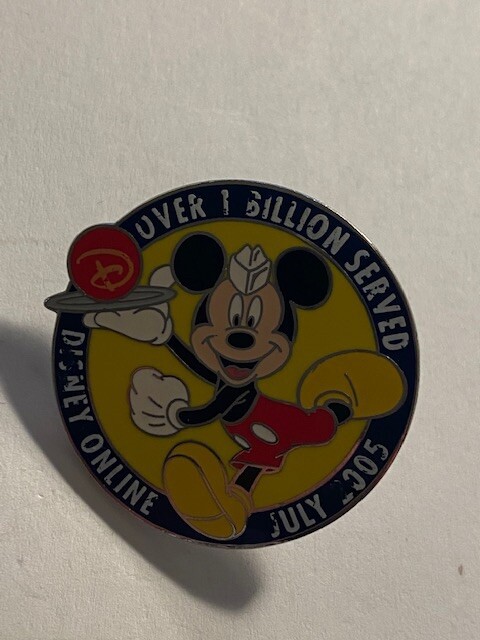 OVER 1 BILLION SERVED
DISNEY ONLINE
JULY 2005
D